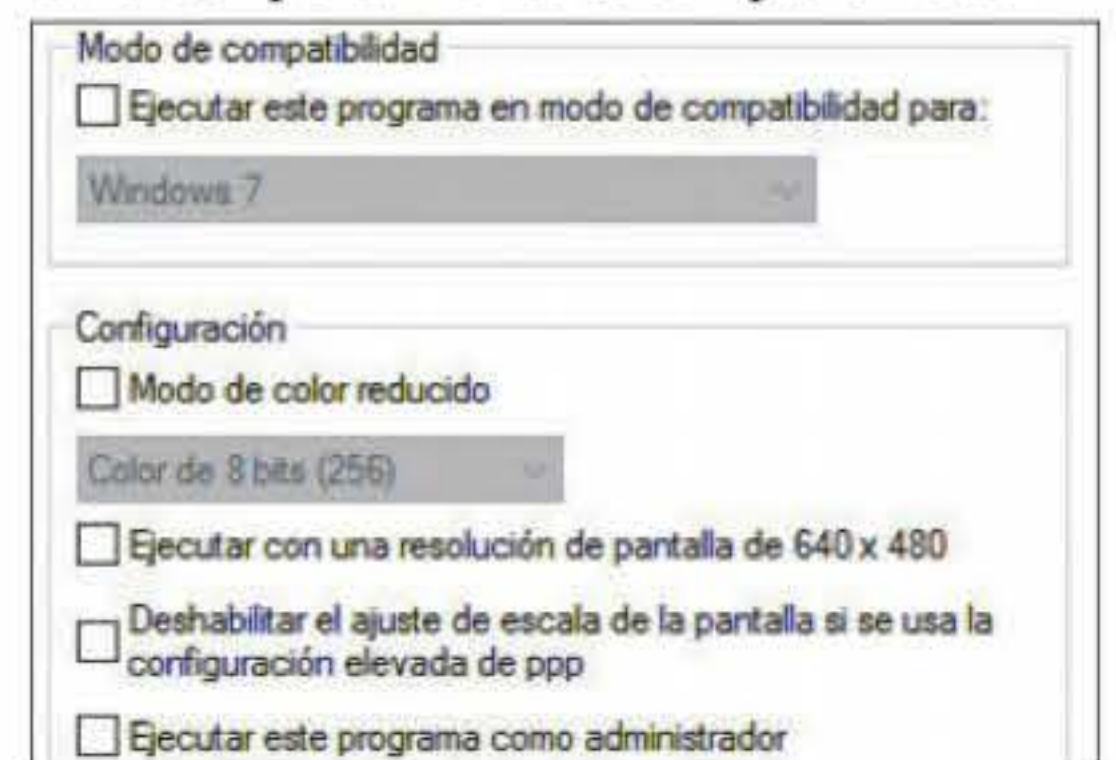 Modo de compatibilidad
Ejecutar este programa en modo de compatibilidad para:
Windows 7
Configuración
Modo de color reducido
Color de 8 bits (256)
Ejecutar con una resolución de pantalla de 640 x 480
Deshabilitar el ajuste de escala de la pantalla si se usa la
configuración elevada de ppp
Ejecutar este programa como administrador